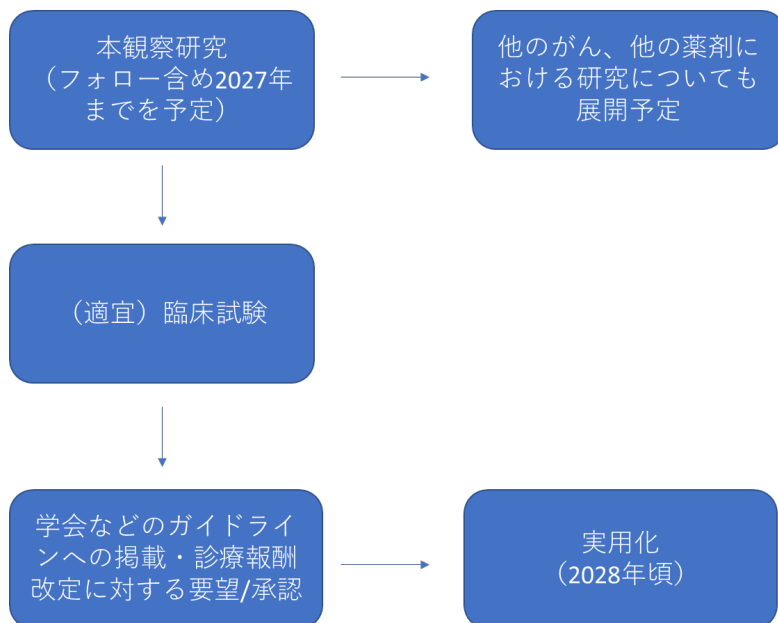 本観察研究
（フォロー含め2027年
までを予定）
他のがん、他の薬剤に
おける研究についても
展開予定
（適宜）臨床試験
学会などのガイドライ
ンへの掲載・診療報酬
改定に対する要望/承認
実用化
（2028年頃）